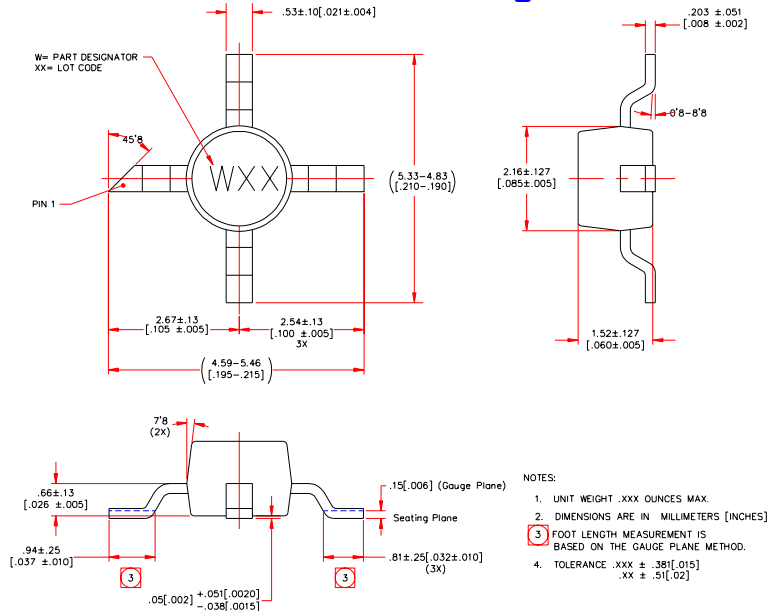 .53±.10[.021±.004]
.203 ±.051
[.008 ±.002]
W= PART DESIGNATOR
XX= LOT CODE
0'8-8'8
45'8
WXX
(5.33-4.83)
[.210-.190]
2.16±.127
[.085±.005]
PIN 1
2.67±.13
[.105 ±.005]
2.54±.13
[.100 ±.005]
3X
1.52±.127
[.060±.005]
(4.59-5.46)
[.195-.215]
7'8
(2X)
.66±.13
[.026 ±.005]
.15[.006] (Gauge Plane)
Seating Plane
.94±.25
[.037 ±.010]
3
3
.81±.25[.032±.010]
(3X)
.05[.002] +.051[.0020]
-.038[.0015]
NOTES:
1. UNIT WEIGHT .XXX OUNCES MAX.
2. DIMENSIONS ARE IN MILLIMETERS [INCHES]
3 FOOT LENGTH MEASUREMENT IS
BASED ON THE GAUGE PLANE METHOD.
4. TOLERANCE .XXX ± .381[.015]
.XX ± .51[.02]